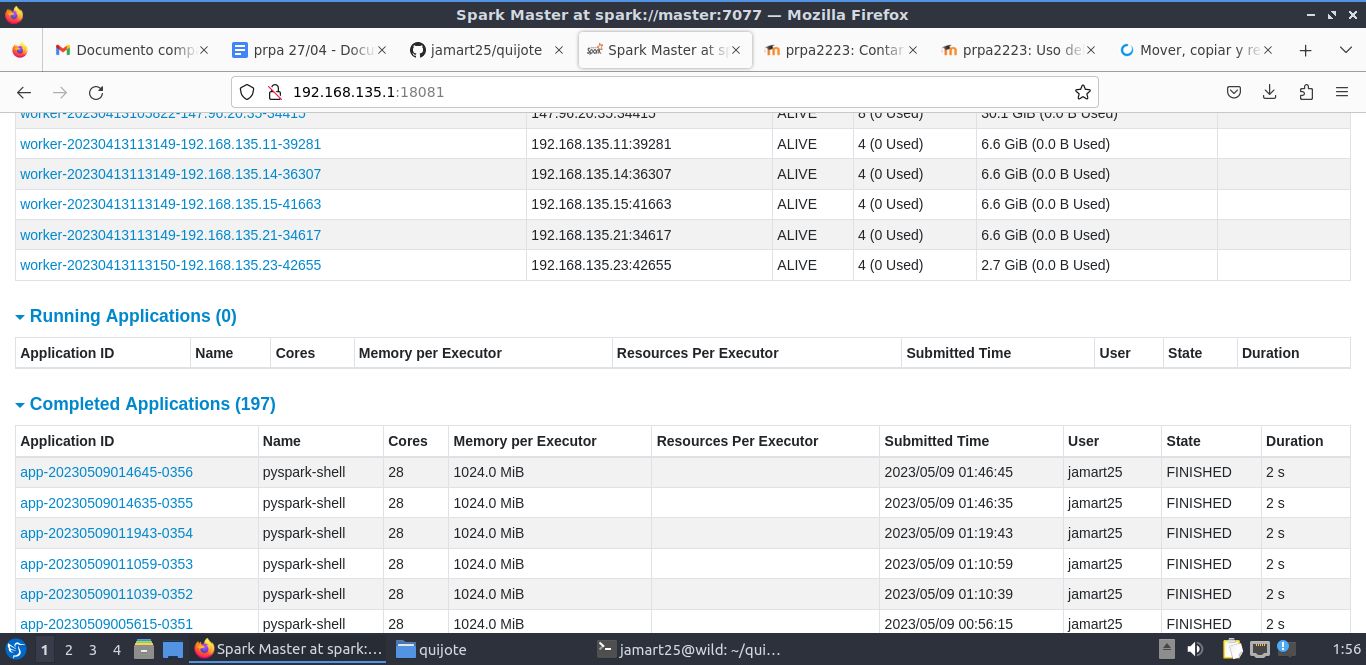 Spark Master at spark://master:7077 — Mozilla Firefox
Documento comp
prpa 27/04 - Docu
jamart25/quijote
Spark Master at sp
prpa2223: Contar
prpa2223: Uso de
Mover, copiar y re
192.168.135.1:18081
worker-20230413105822-147.96.20.35-34415 147.96.20.35:34415 ALIVE 8 (0 Used) 30.1 GiB (0.0 B Used)
worker-20230413113149-192.168.135.11-39281 192.168.135.11:39281 ALIVE 4 (0 Used) 6.6 GiB (0.0 B Used)
worker-20230413113149-192.168.135.14-36307 192.168.135.14:36307 ALIVE 4 (0 Used) 6.6 GiB (0.0 B Used)
worker-20230413113149-192.168.135.15-41663 192.168.135.15:41663 ALIVE 4 (0 Used) 6.6 GiB (0.0 B Used)
worker-20230413113149-192.168.135.21-34617 192.168.135.21:34617 ALIVE 4 (0 Used) 6.6 GiB (0.0 B Used)
worker-20230413113150-192.168.135.23-42655 192.168.135.23:42655 ALIVE 4 (0 Used) 2.7 GiB (0.0 B Used)
Running Applications (0)
Application ID Name Cores Memory per Executor Resources Per Executor Submitted Time User State Duration
Completed Applications (197)
Application ID Name Cores Memory per Executor Resources Per Executor Submitted Time User State Duration
app-20230509014645-0356 pyspark-shell 28 1024.0 MiB 2023/05/09 01:46:45 jamart25 FINISHED 2 s
app-20230509014635-0355 pyspark-shell 28 1024.0 MiB 2023/05/09 01:46:35 jamart25 FINISHED 2 s
app-20230509011943-0354 pyspark-shell 28 1024.0 MiB 2023/05/09 01:19:43 jamart25 FINISHED 2 s
app-20230509011059-0353 pyspark-shell 28 1024.0 MiB 2023/05/09 01:10:59 jamart25 FINISHED 2 s
app-20230509011039-0352 pyspark-shell 28 1024.0 MiB 2023/05/09 01:10:39 jamart25 FINISHED 2 s
app-20230509005615-0351 pyspark-shell 28 1024.0 MiB 2023/05/09 00:56:15 jamart25 FINISHED 2 s
1 2 3 4 Spark Master at spark:... quijote jamart25@wild: ~/qui... 1:56